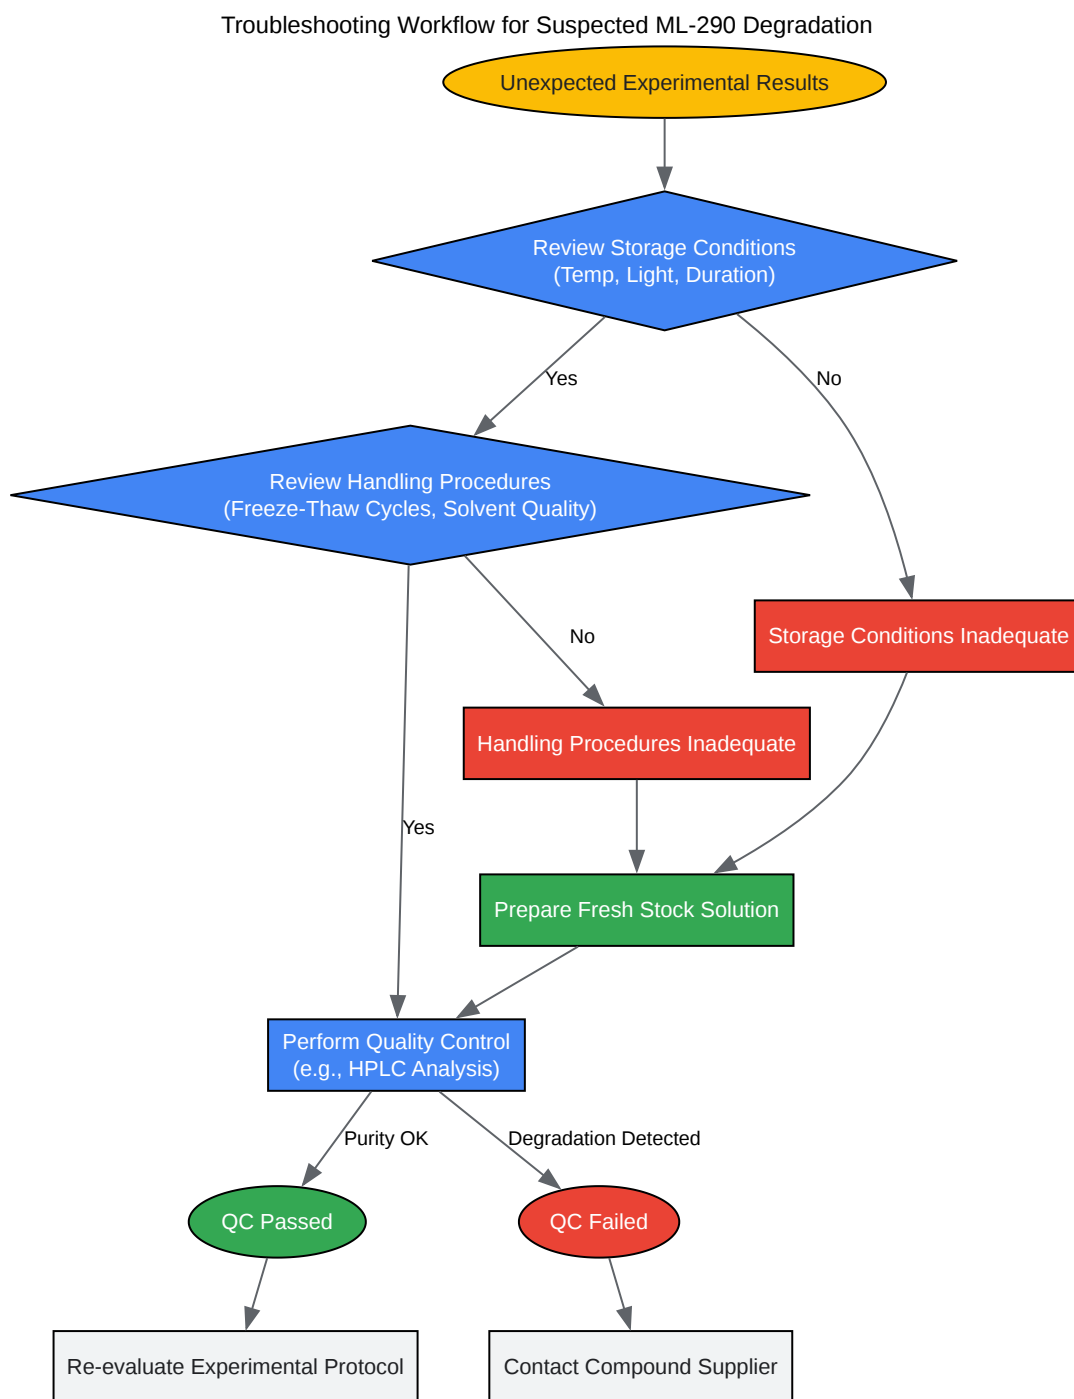 Troubleshooting Workflow for Suspected ML-290 Degradation
Unexpected Experimental Results
Review Storage Conditions
(Temp, Light, Duration)
Yes
No
Review Handling Procedures
(Freeze-Thaw Cycles, Solvent Quality)
No
Storage Conditions Inadequate
Handling Procedures Inadequate
Yes
Prepare Fresh Stock Solution
Perform Quality Control
(e.g., HPLC Analysis)
Purity OK
Degradation Detected
QC Passed
QC Failed
Re-evaluate Experimental Protocol
Contact Compound Supplier